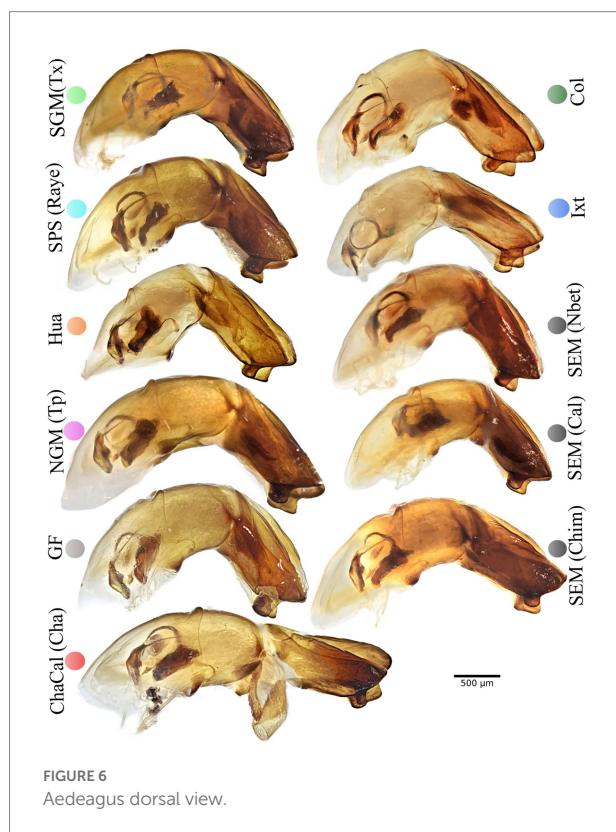 SGM(Tx)
SPS (Raye)
Hua
NGM (Tp)
GF
ChaCal (Cha)
Col
Ixt
SEM (Nbet)
SEM (Cal)
SEM (Chim)
500 µm
FIGURE 6
Aedeagus dorsal view.